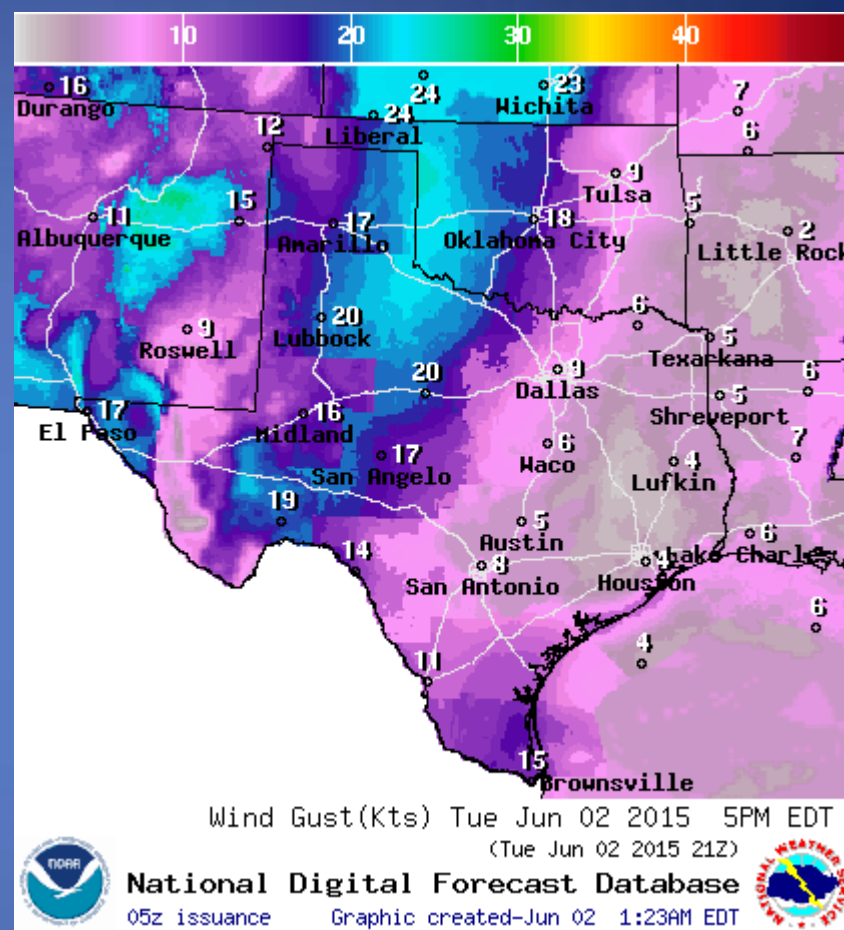 10 20 30 40
16 24 23 7
Durango Wichita
12 24 6
Liberal
9
Tulsa
11 15 17 18 5 2
Albuquerque Amarillo Oklahoma City Little Rock
20 6
9 5
Roswell Lubbock Texarkana
20 9 6
Dallas 5
17 16 Shreveport
El Paso Midland 6 7
17 Waco 4
San Angelo Lufkin
19 5 6
Austin Lake Charles
14 8 4
San Antonio Houston
6
4
11
15
Brownsville
Wind Gust(Kts) Tue Jun 02 2015 5PM EDT
(Tue Jun 02 2015 21Z)
NOAA
National Digital Forecast Database
05z issuance Graphic created-Jun 02 1:23AM EDT
NATIONAL WEATHER SERVICE